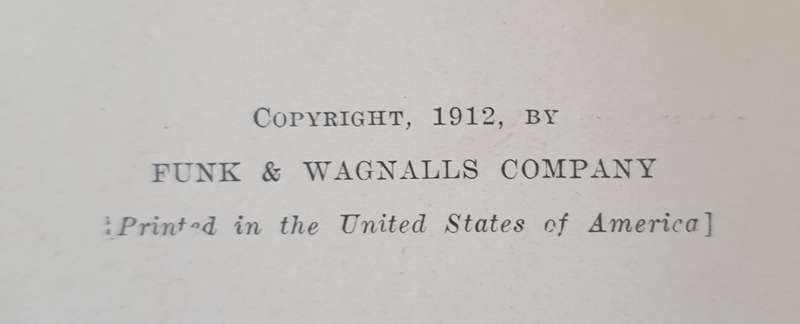 COPYRIGHT, 1912, BY
FUNK & WAGNALLS COMPANY
[Printed in the United States of America]